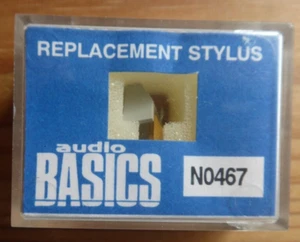 REPLACEMENT STYLUS
audio
BASICS
N0467